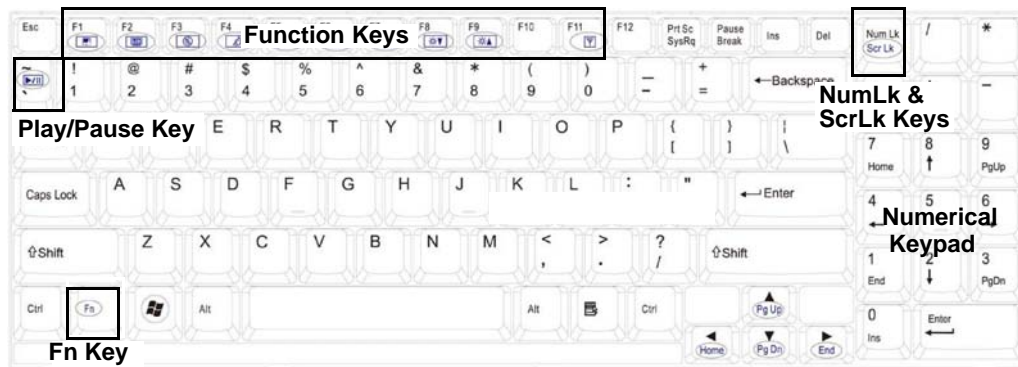 Esc F1 F2 F3 F4 Function Keys F8 F9 F10 F11 F12 Prt Sc SysRq Pause Break Ins Del Num Lk Scr Lk / *
~ ` ! 1 @ 2 # 3 $ 4 % 5 ^ 6 & 7 * 8 ( 9 ) 0 _ - + = ←Backspace -
NumLk &
ScrLk Keys
Play/Pause Key E R T Y U I O P { [ } ] ¦ \ 7 Home 8 ↑ 9 PgUp
Caps Lock A S D F G H J K L : " ↵Enter 4 5 6
Numerical
Keypad
⇧Shift Z X C V B N M < , > . ? / ⇧Shift 1 End 2 ↓ 3 PgDn
Ctrl Fn Alt Alt Ctrl Pg Up 0 Ins Enter
Home Pg Dn End
Fn Key